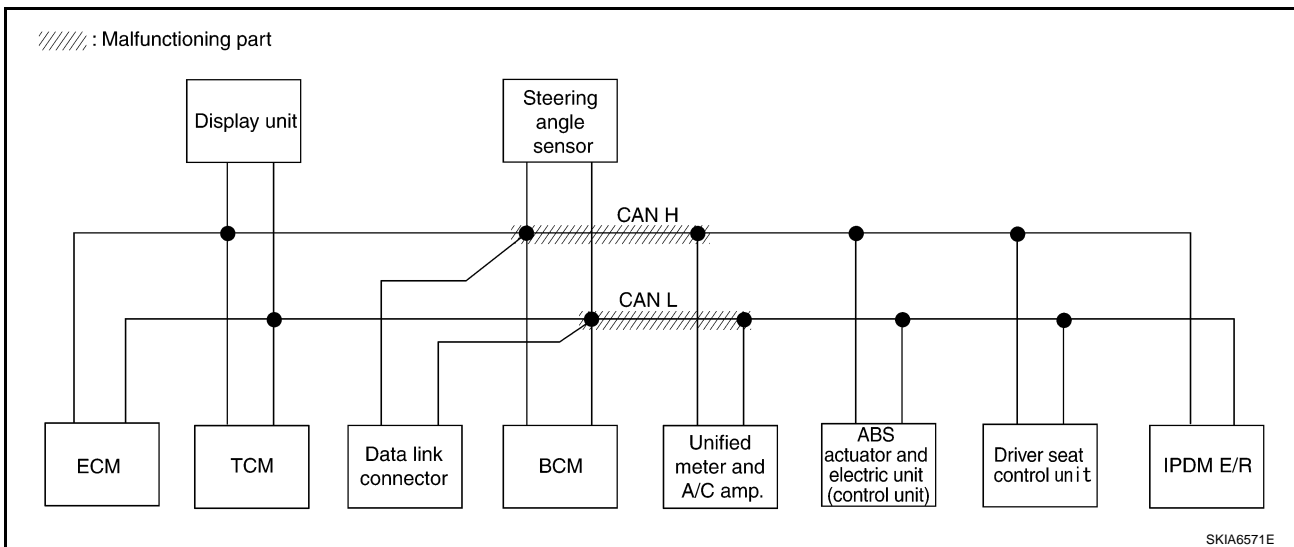 : Malfunctioning part
Display unit
Steering
angle
sensor
CAN H
CAN L
ECM
TCM
Data link
connector
BCM
Unified
meter and
A/C amp.
ABS
actuator and
electric unit
(control unit)
Driver seat
control unit
IPDM E/R
SKIA6571E